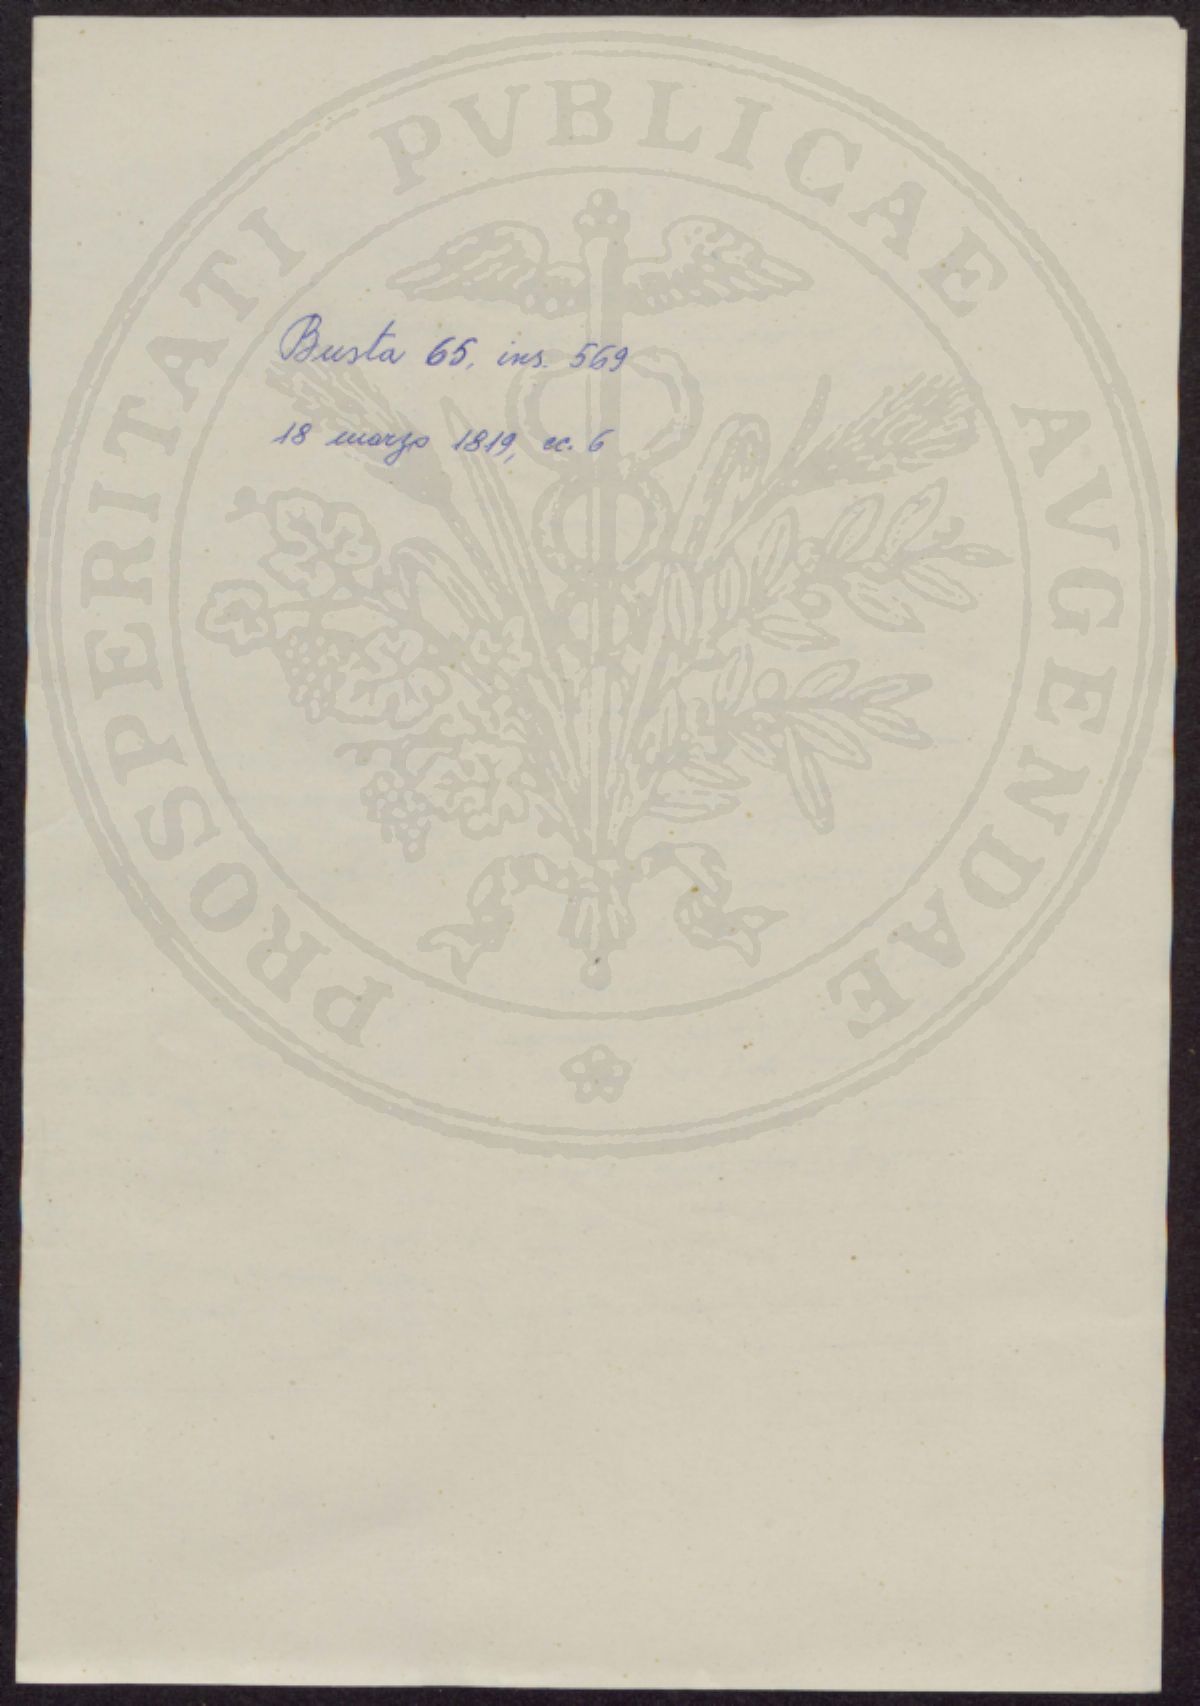 Busta 65, ins. 569
18 marzo 1819, cc. 6
PROSPERITATI PVBLICAE AVGENDAE